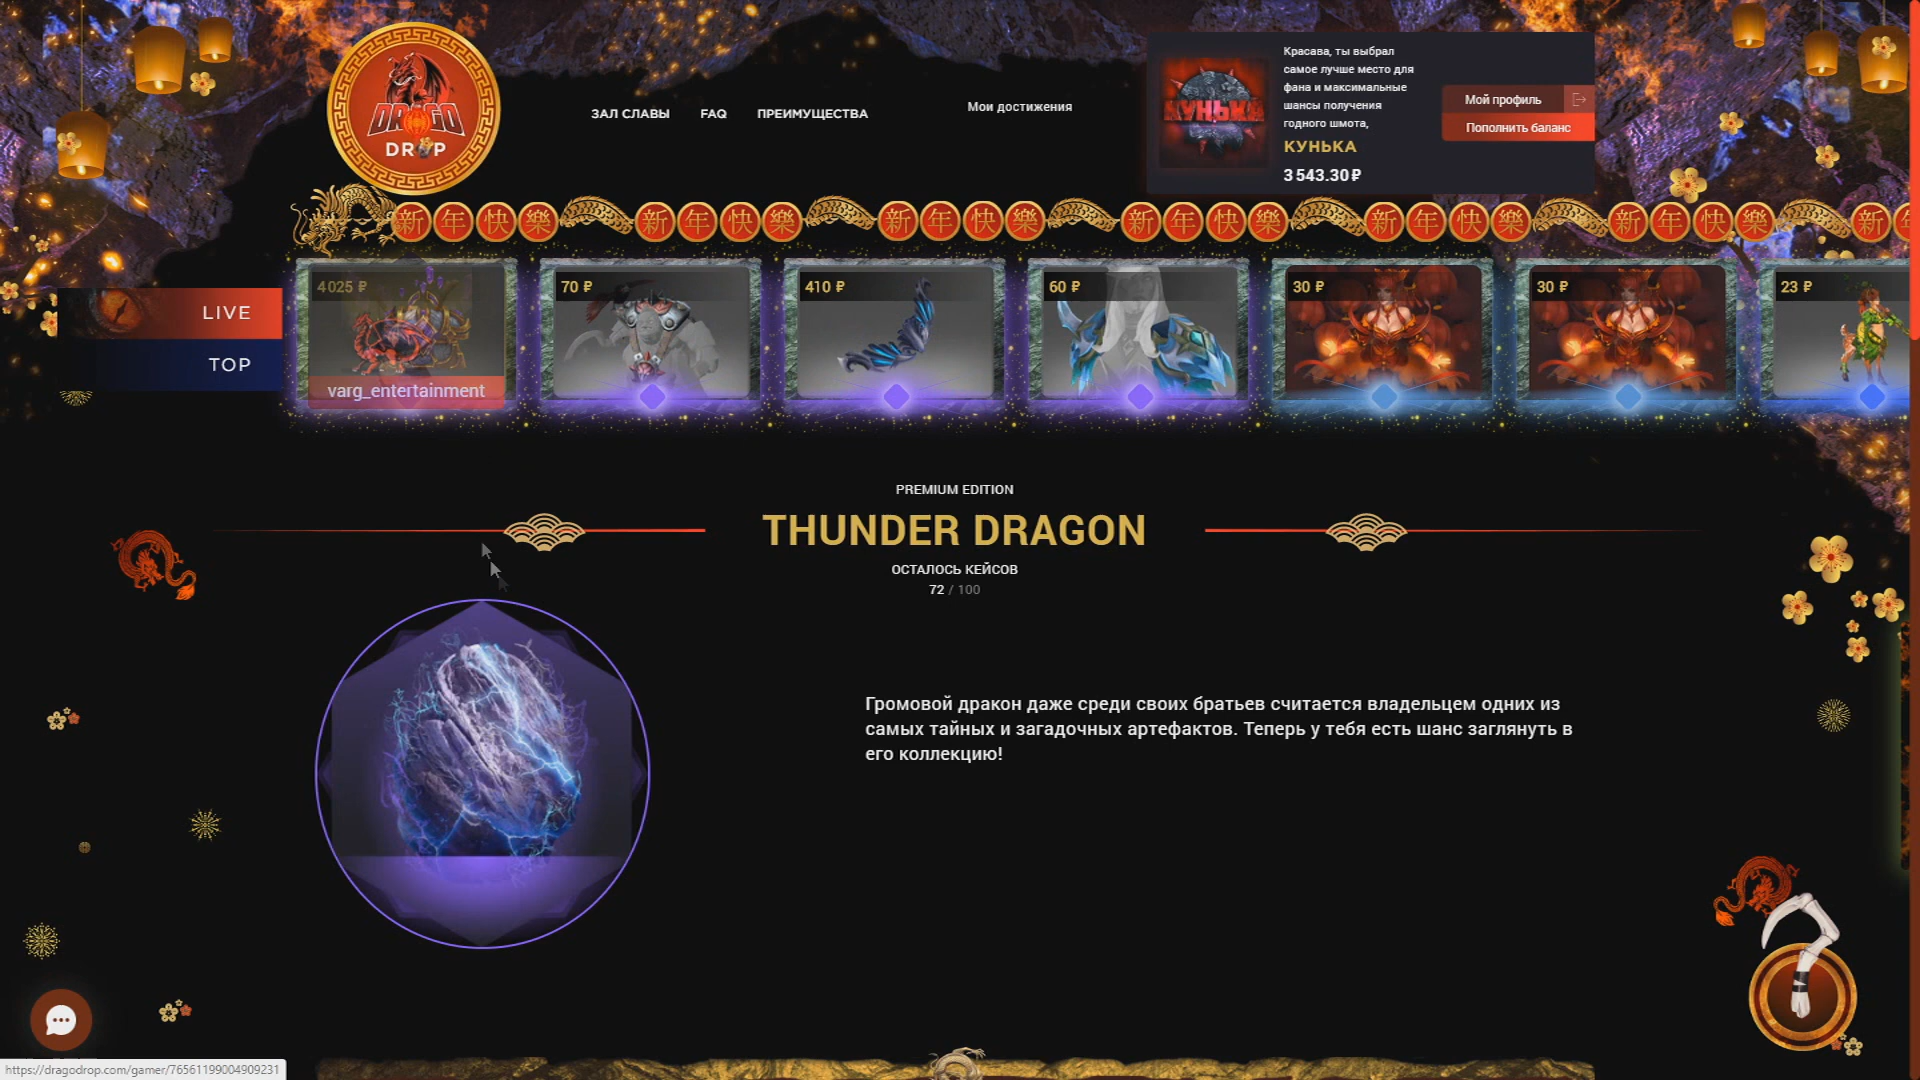 DRAGO
DROP
ЗАЛ СЛАВЫ
FAQ
ПРЕИМУЩЕСТВА
Мои достижения
КУНЬКА
Красава, ты выбрал
самое лучше место для
фана и максимальные
шансы получения
годного шмота,
КУНЬКА
3 543.30 ₽
Мой профиль
Пополнить баланс
新年快樂 新年快樂 新年快樂 新年快樂 新年快樂 新年快樂 新年
LIVE
TOP
4025 ₽
varg_entertainment
70 ₽
410 ₽
60 ₽
30 ₽
30 ₽
23 ₽
PREMIUM EDITION
THUNDER DRAGON
ОСТАЛОСЬ КЕЙСОВ
72 / 100
Громовой дракон даже среди своих братьев считается владельцем одних из
самых тайных и загадочных артефактов. Теперь у тебя есть шанс заглянуть в
его коллекцию!
https://dragodrop.com/gamer/76561199004909231